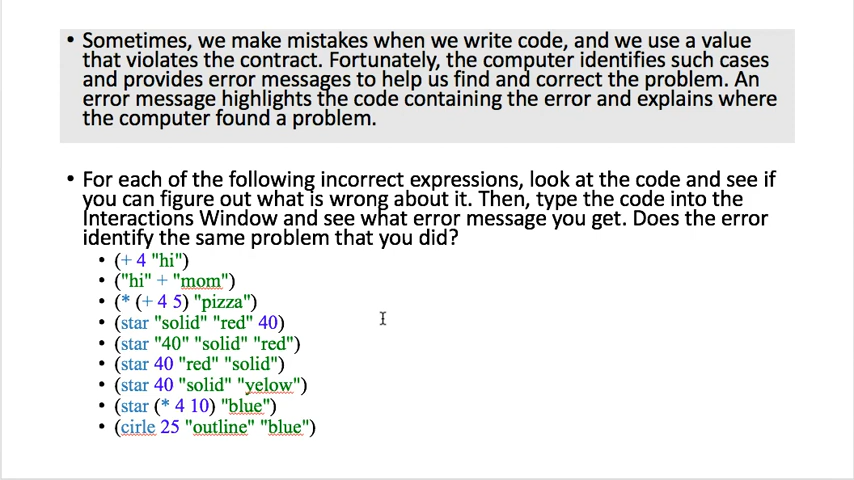 • Sometimes, we make mistakes when we write code, and we use a value
that violates the contract. Fortunately, the computer identifies such cases
and provides error messages to help us find and correct the problem. An
error message highlights the code containing the error and explains where
the computer found a problem.
• For each of the following incorrect expressions, look at the code and see if
you can figure out what is wrong about it. Then, type the code into the
Interactions Window and see what error message you get. Does the error
identify the same problem that you did?
• (+ 4 "hi")
• ("hi" + "mom")
• (* (+ 4 5) "pizza")
• (star "solid" "red" 40)
• (star "40" "solid" "red")
• (star 40 "red" "solid")
• (star 40 "solid" "yelow")
• (star (* 4 10) "blue")
• (cirle 25 "outline" "blue")